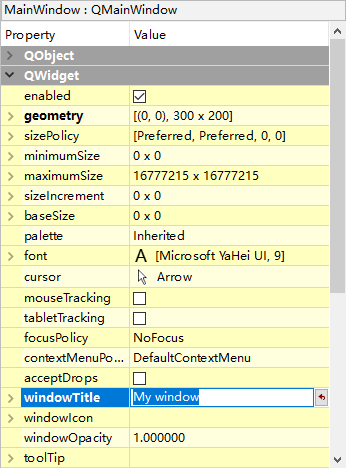 MainWindow : QMainWindow
Property Value
QObject
QWidget
enabled
geometry [(0, 0), 300 x 200]
sizePolicy [Preferred, Preferred, 0, 0]
minimumSize 0 x 0
maximumSize 16777215 x 16777215
sizeIncrement 0 x 0
baseSize 0 x 0
palette Inherited
font A [Microsoft YaHei UI, 9]
cursor Arrow
mouseTracking
tabletTracking
focusPolicy NoFocus
contextMenuPo... DefaultContextMenu
acceptDrops
windowTitle My window
windowIcon
windowOpacity 1.000000
toolTip